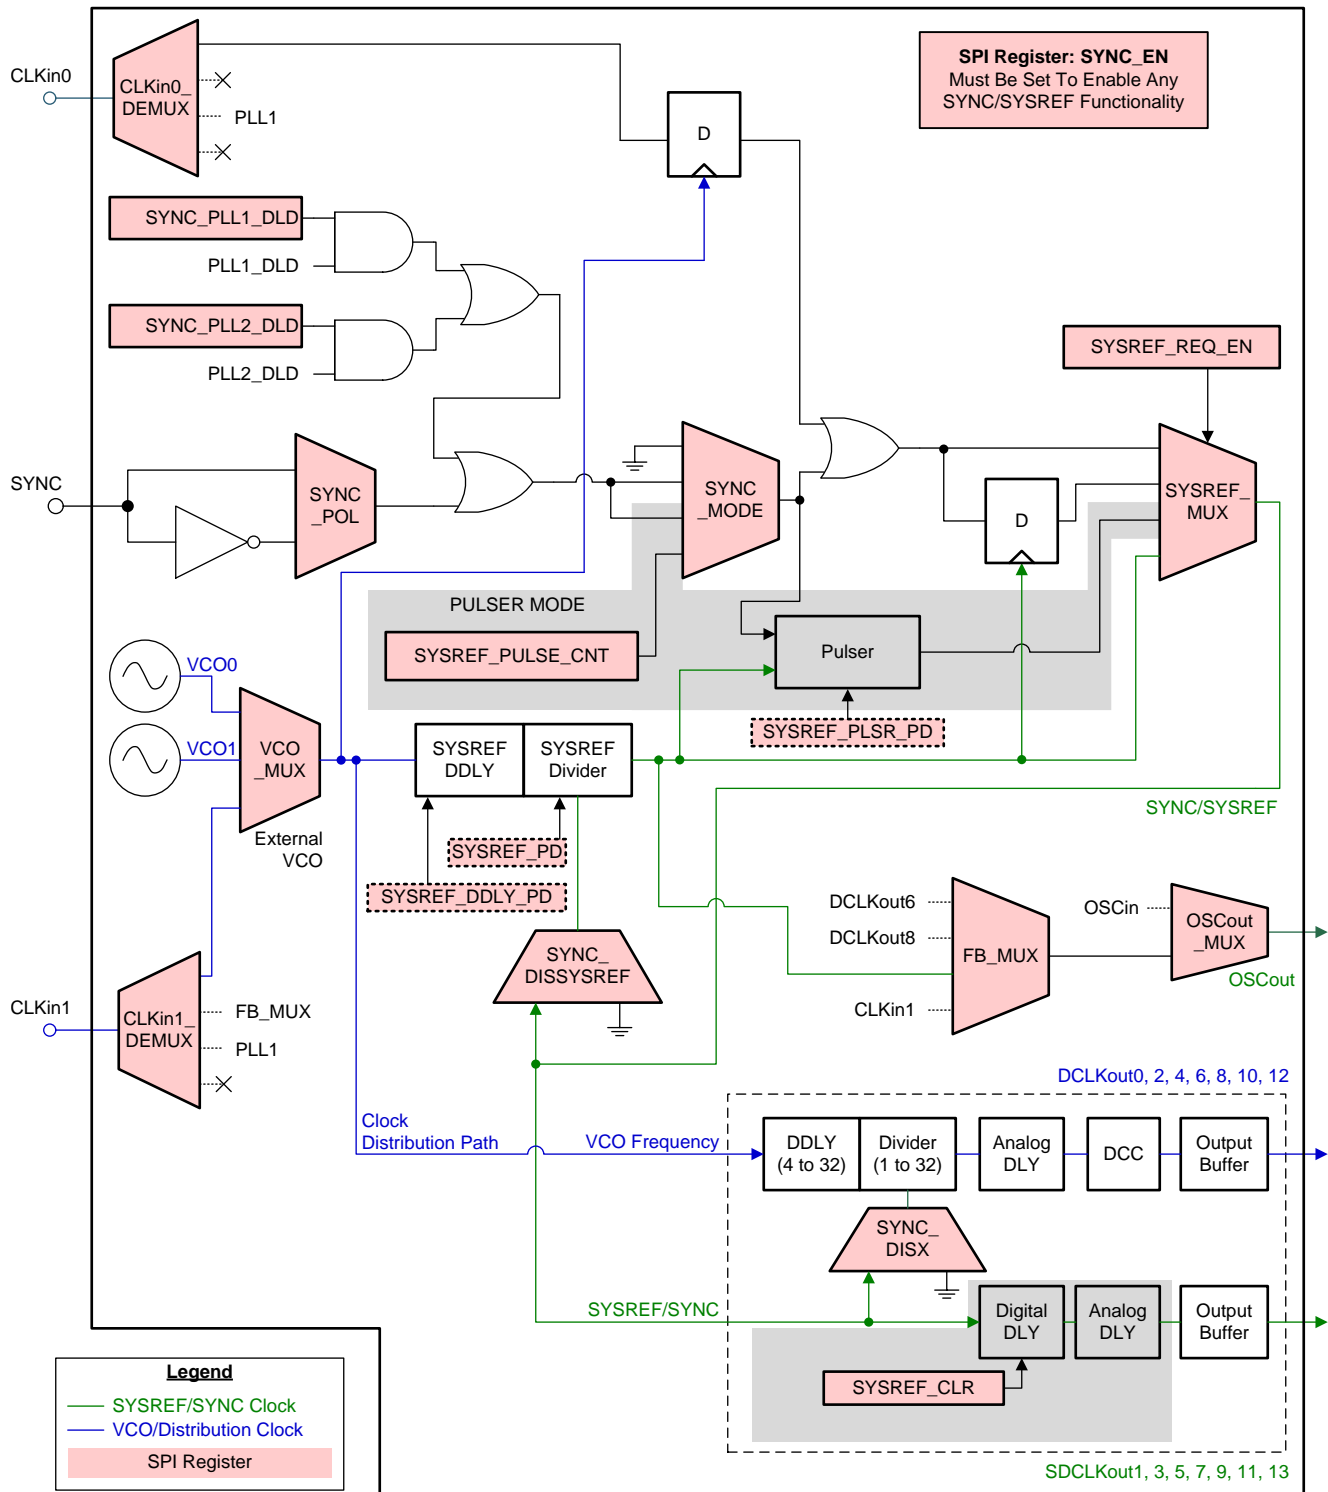 SPI Register: SYNC_EN
Must Be Set To Enable Any
SYNC/SYSREF Functionality
CLKin0
CLKin0_
DEMUX
PLL1
D
SYNC_PLL1_DLD
PLL1_DLD
SYNC_PLL2_DLD
PLL2_DLD
SYSREF_REQ_EN
SYNC
SYNC
_POL
SYNC
_MODE
D
SYSREF_
MUX
PULSER MODE
SYSREF_PULSE_CNT
Pulser
SYSREF_PLSR_PD
VCO0
VCO1
VCO
_MUX
External
VCO
SYSREF
DDLY
SYSREF
Divider
SYSREF_PD
SYSREF_DDLY_PD
SYNC/SYSREF
SYNC_
DISSYSREF
DCLKout6
DCLKout8
FB_MUX
CLKin1
OSCin
OSCout
_MUX
OSCout
CLKin1
CLKin1_
DEMUX
FB_MUX
PLL1
DCLKout0, 2, 4, 6, 8, 10, 12
Clock
Distribution Path
VCO Frequency
DDLY
(4 to 32)
Divider
(1 to 32)
Analog
DLY
DCC
Output
Buffer
SYNC_
DISX
SYSREF/SYNC
Digital
DLY
Analog
DLY
Output
Buffer
SYSREF_CLR
SDCLKout1, 3, 5, 7, 9, 11, 13
Legend
SYSREF/SYNC Clock
VCO/Distribution Clock
SPI Register